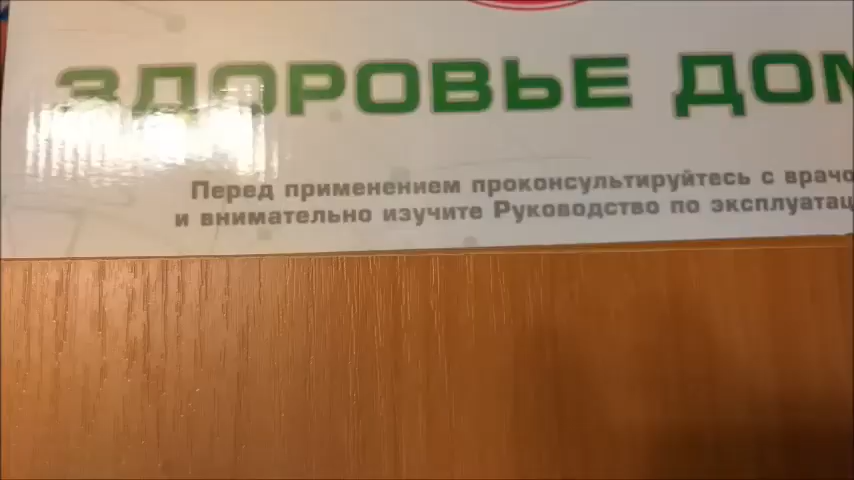 ЗДОРОВЬЕ ДОМ
Перед применением проконсультируйтесь с врачо
и внимательно изучите Руководство по эксплуатац